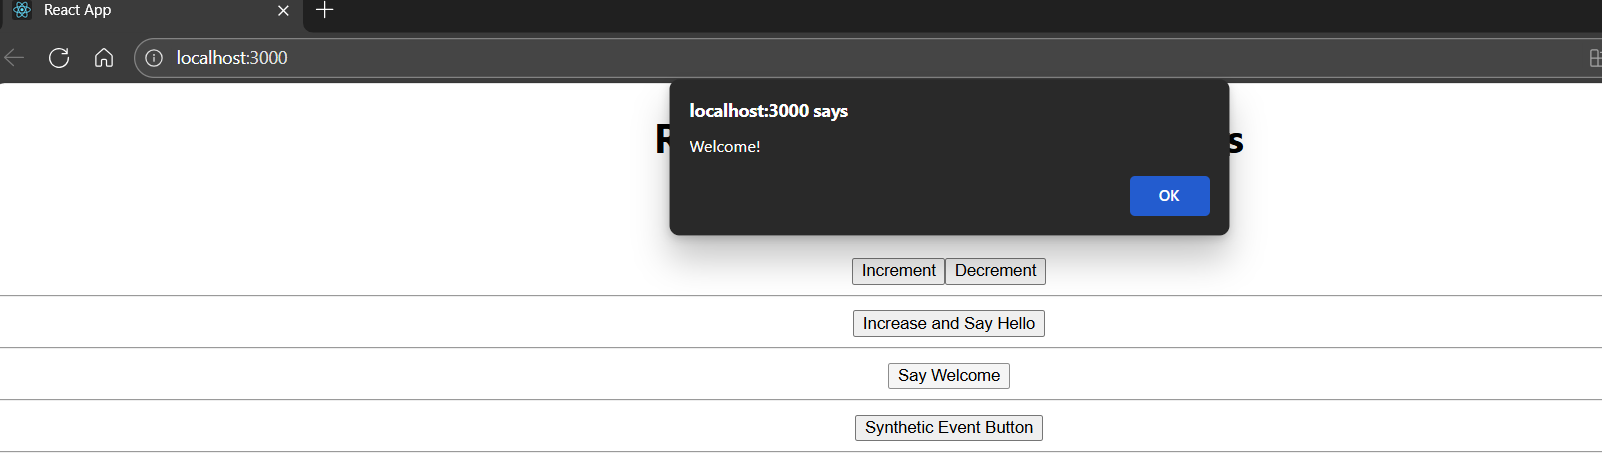 React App
localhost:3000
localhost:3000 says
Welcome!
OK
Increment Decrement
Increase and Say Hello
Say Welcome
Synthetic Event Button